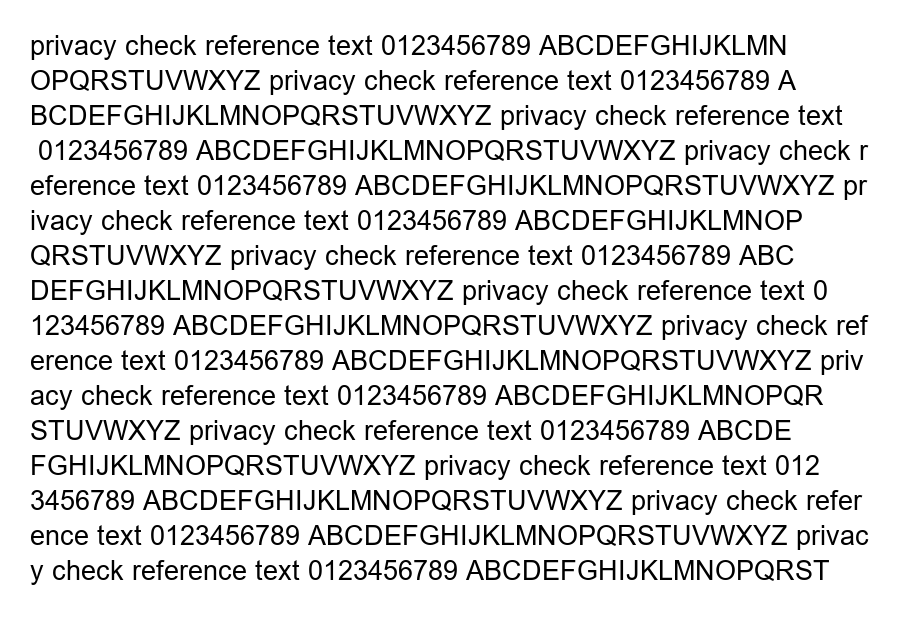 privacy check reference text 0123456789 ABCDEFGHIJKLMN
OPQRSTUVWXYZ privacy check reference text 0123456789 A
BCDEFGHIJKLMNOPQRSTUVWXYZ privacy check reference text
 0123456789 ABCDEFGHIJKLMNOPQRSTUVWXYZ privacy check r
eference text 0123456789 ABCDEFGHIJKLMNOPQRSTUVWXYZ pr
ivacy check reference text 0123456789 ABCDEFGHIJKLMNOP
QRSTUVWXYZ privacy check reference text 0123456789 ABC
DEFGHIJKLMNOPQRSTUVWXYZ privacy check reference text 0
123456789 ABCDEFGHIJKLMNOPQRSTUVWXYZ privacy check ref
erence text 0123456789 ABCDEFGHIJKLMNOPQRSTUVWXYZ priv
acy check reference text 0123456789 ABCDEFGHIJKLMNOPQR
STUVWXYZ privacy check reference text 0123456789 ABCDE
FGHIJKLMNOPQRSTUVWXYZ privacy check reference text 012
3456789 ABCDEFGHIJKLMNOPQRSTUVWXYZ privacy check refer
ence text 0123456789 ABCDEFGHIJKLMNOPQRSTUVWXYZ privac
y check reference text 0123456789 ABCDEFGHIJKLMNOPQRST